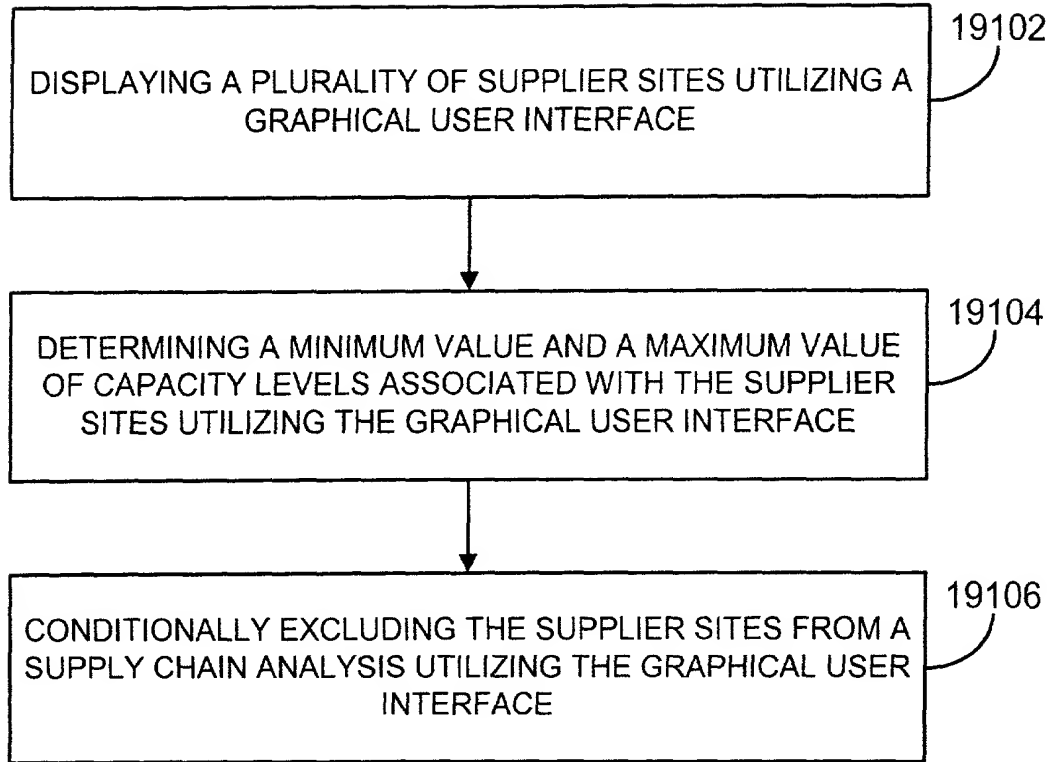 19102
DISPLAYING A PLURALITY OF SUPPLIER SITES UTILIZING A
GRAPHICAL USER INTERFACE
19104
DETERMINING A MINIMUM VALUE AND A MAXIMUM VALUE
OF CAPACITY LEVELS ASSOCIATED WITH THE SUPPLIER
SITES UTILIZING THE GRAPHICAL USER INTERFACE
19106
CONDITIONALLY EXCLUDING THE SUPPLIER SITES FROM A
SUPPLY CHAIN ANALYSIS UTILIZING THE GRAPHICAL USER
INTERFACE